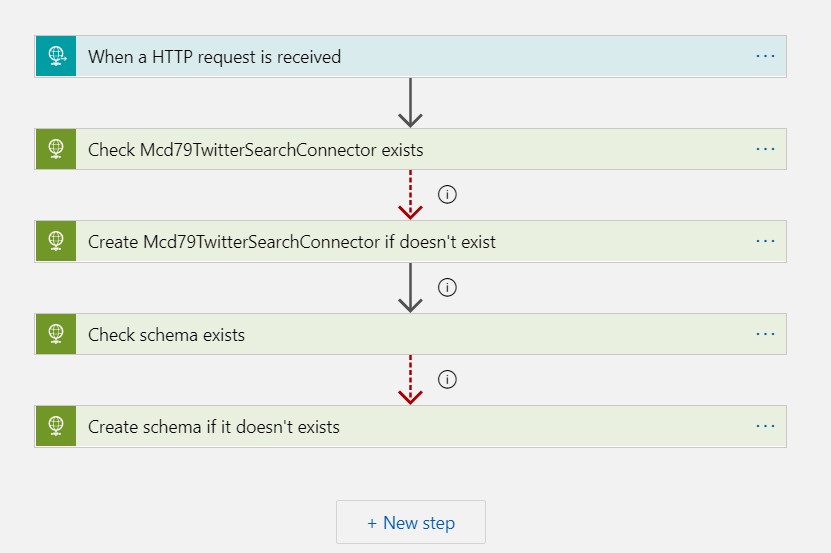 When a HTTP request is received
...
Check Mcd79TwitterSearchConnector exists
...
i
Create Mcd79TwitterSearchConnector if doesn't exist
...
i
Check schema exists
...
i
Create schema if it doesn't exists
...
+ New step